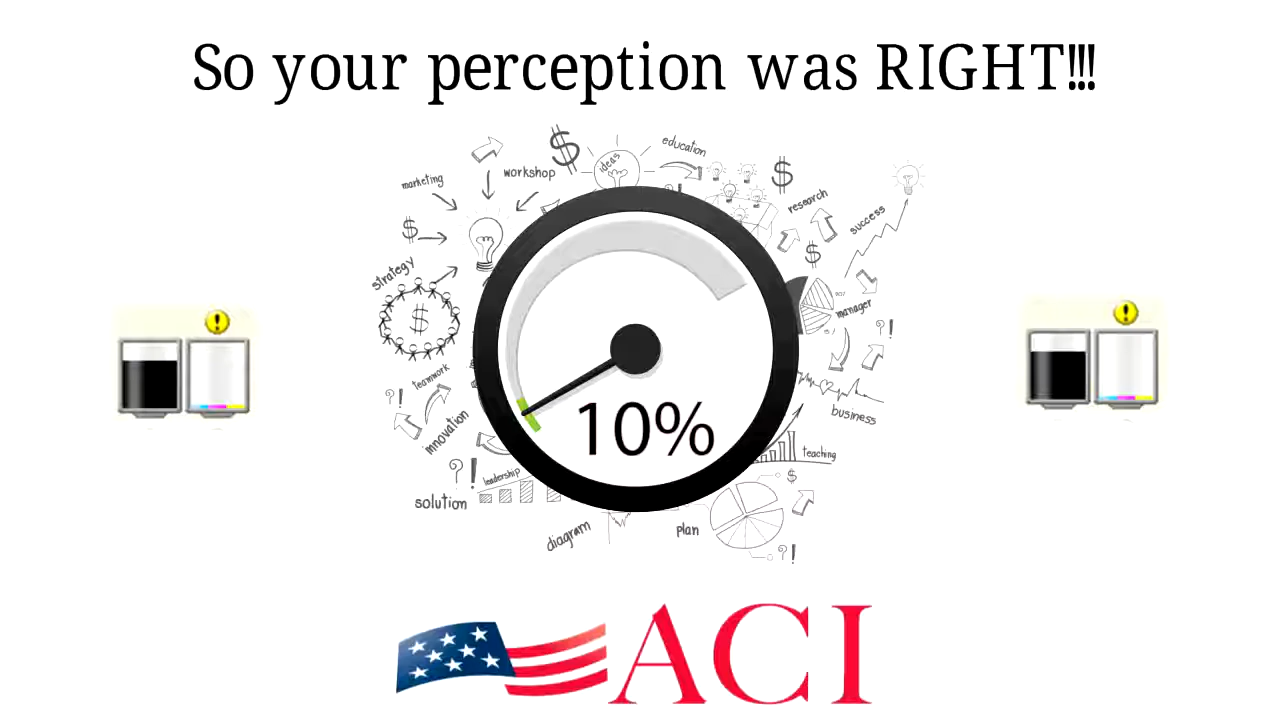 So your perception was RIGHT!!!
education
ideas
workshop
marketing
$
$
research
success
$
$
strategy
$
manager
teamwork
?!
?!
business
innovation
10%
teaching
?!
leadership
$
solution
diagram
plan
?!
ACI